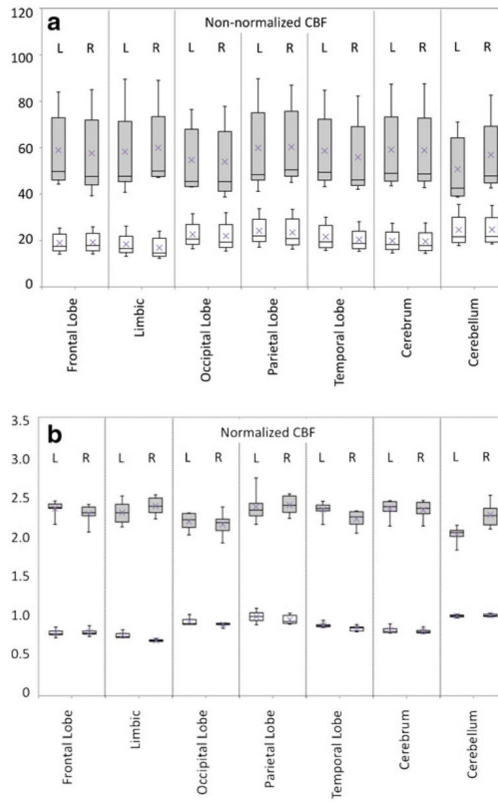 a
Non-normalized CBF
120
100
80
60
40
20
0
L R L R L R L R L R L R L R
Frontal Lobe
Limbic
Occipital Lobe
Parietal Lobe
Temporal Lobe
Cerebrum
Cerebellum
b
Normalized CBF
3.5
3.0
2.5
2.0
1.5
1.0
0.5
0
L R L R L R L R L R L R L R
Frontal Lobe
Limbic
Occipital Lobe
Parietal Lobe
Temporal Lobe
Cerebrum
Cerebellum